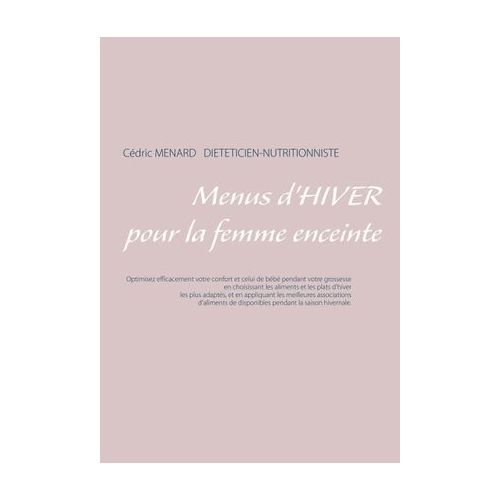 Cédric MENARD DIETETICIEN-NUTRITIONNISTE
Menus d'HIVER
pour la femme enceinte
Optimisez efficacement votre confort et celui de bébé pendant votre grossesse
en choisissant les aliments et les plats d'hiver
les plus adaptés, et en appliquant les meilleures associations
d'aliments de disponibles pendant la saison hivernale.